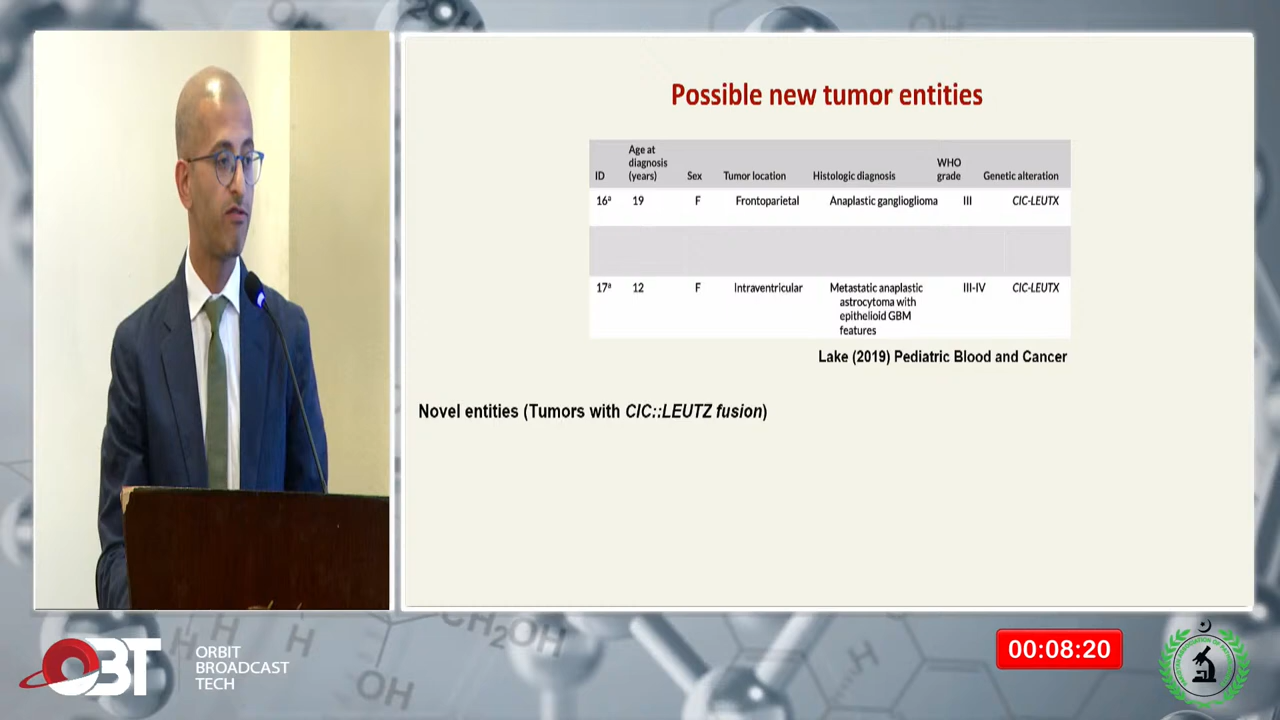 Possible new tumor entities
ID Age at diagnosis (years) Sex Tumor location Histologic diagnosis WHO grade Genetic alteration
16ª 19 F Frontoparietal Anaplastic ganglioglioma III CIC-LEUTX
17ª 12 F Intraventricular Metastatic anaplastic astrocytoma with epithelioid GBM features III-IV CIC-LEUTX
Lake (2019) Pediatric Blood and Cancer
Novel entities (Tumors with CIC::LEUTZ fusion)
OBT
ORBIT
BROADCAST
TECH
H H H
CH₂OH
OH
00:08:20